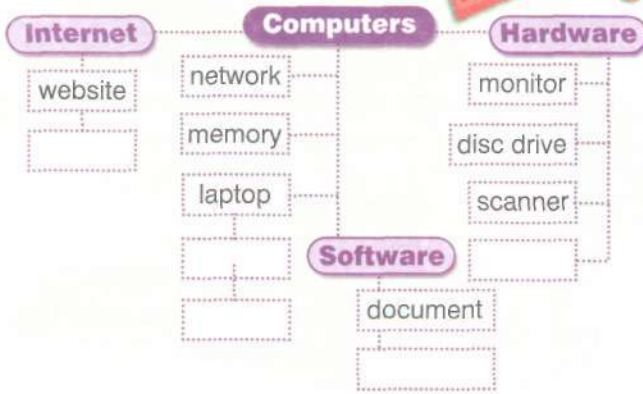 Computers
Internet
Hardware
website
network
memory
laptop
monitor
disc drive
scanner
Software
document